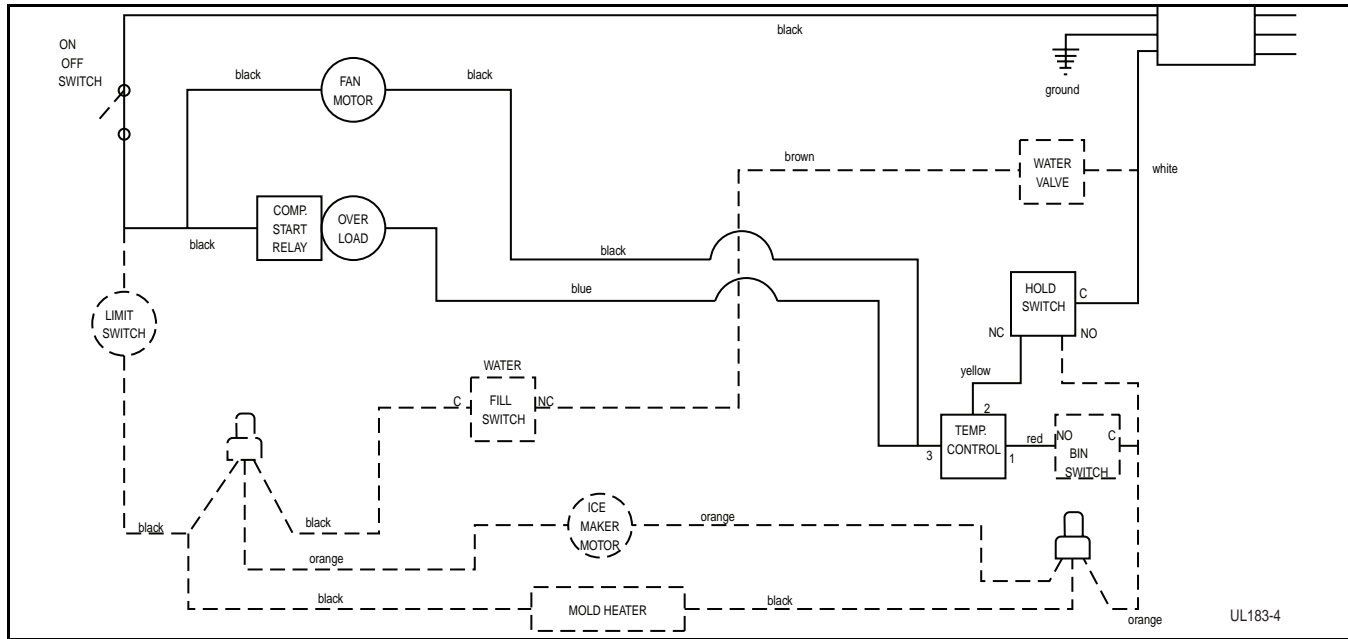 black
ON
OFF
SWITCH
black
FAN
MOTOR
black
ground
brown
WATER
VALVE
white
COMP.
START
RELAY
OVER
LOAD
black
black
blue
HOLD
SWITCH
C
NC
NO
LIMIT
SWITCH
WATER
FILL
SWITCH
C
NC
yellow
2
TEMP.
CONTROL
3
1
red
NO
C
BIN
SWITCH
black
black
orange
ICE
MAKER
MOTOR
orange
black
MOLD HEATER
black
orange
UL183-4